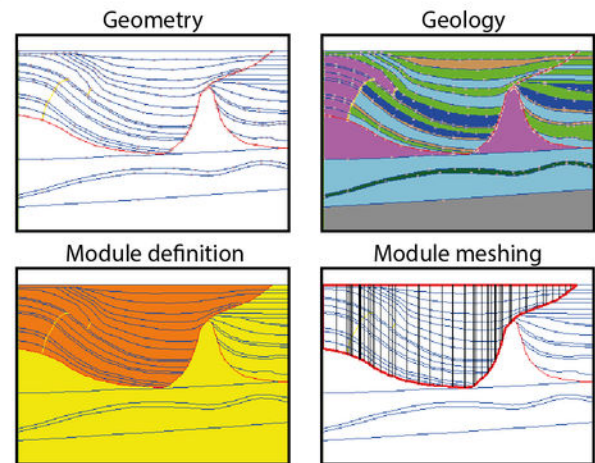 Geometry
Geology
Module definition
Module meshing